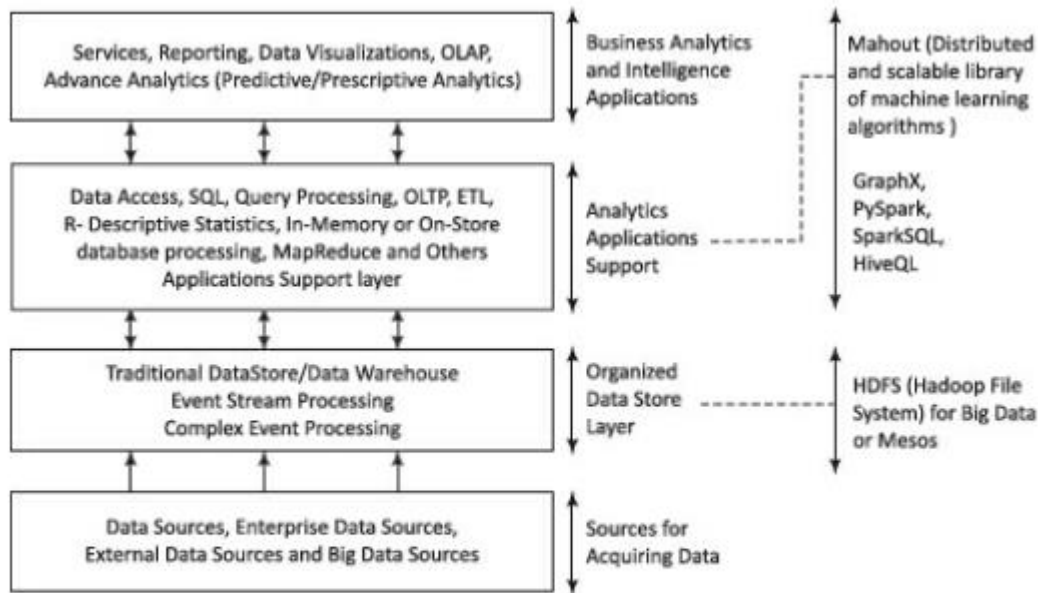 Services, Reporting, Data Visualizations, OLAP,
Advance Analytics (Predictive/Prescriptive Analytics)
Business Analytics
and Intelligence
Applications
Mahout (Distributed
and scalable library
of machine learning
algorithms )
GraphX,
PySpark,
SparkSQL,
HiveQL
Data Access, SQL, Query Processing, OLTP, ETL,
R- Descriptive Statistics, In-Memory or On-Store
database processing, MapReduce and Others
Applications Support layer
Analytics
Applications
Support
Traditional DataStore/Data Warehouse
Event Stream Processing
Complex Event Processing
Organized
Data Store
Layer
HDFS (Hadoop File
System) for Big Data
or Mesos
Data Sources, Enterprise Data Sources,
External Data Sources and Big Data Sources
Sources for
Acquiring Data